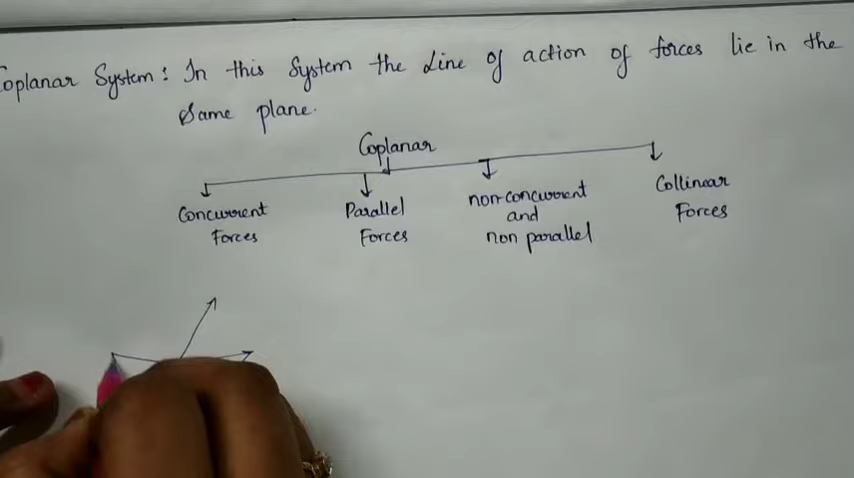 oplanar System: In this System the Line of action of forces lie in the
Same plane.
Coplanar
Concurrent
Forces
Parallel
Forces
non-concurrent
and
non parallel
Collinear
Forces